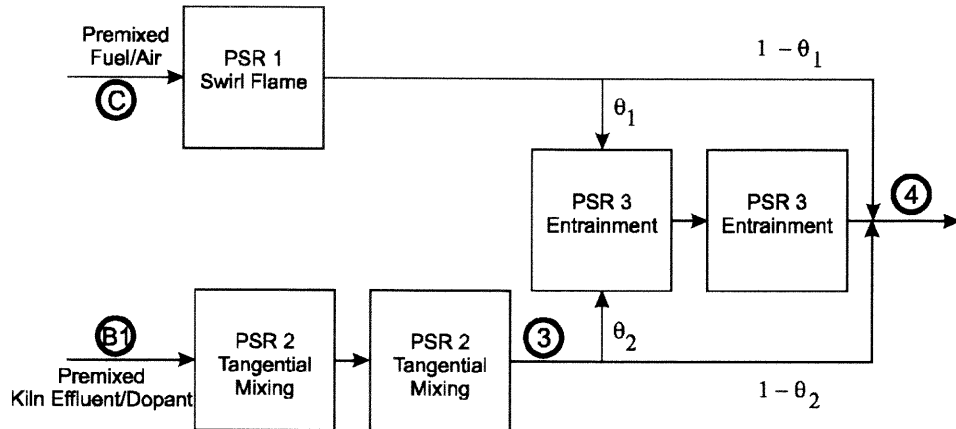 Premixed
Fuel/Air
C
PSR 1
Swirl Flame
1 − θ1
θ1
PSR 3
Entrainment
PSR 3
Entrainment
4
B1
Premixed
Kiln Effluent/Dopant
PSR 2
Tangential
Mixing
PSR 2
Tangential
Mixing
3
θ2
1 − θ2